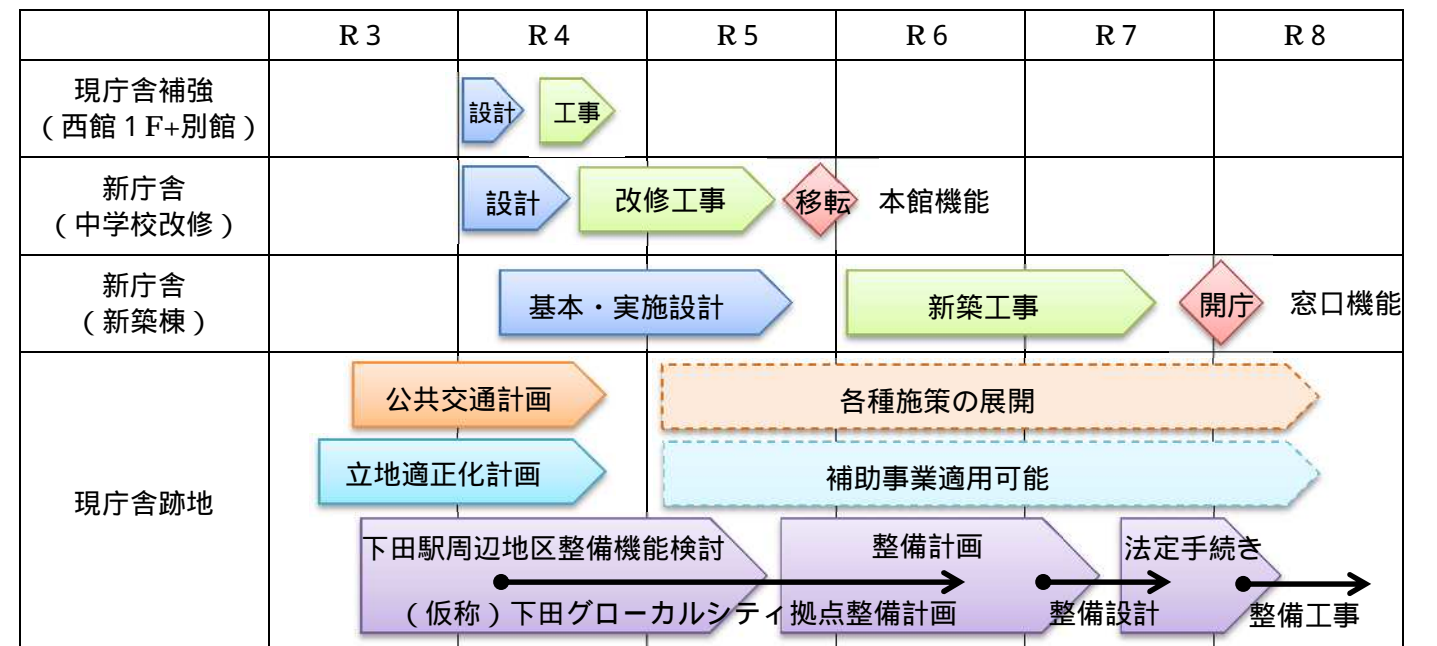 R3 R4 R5 R6 R7 R8
現庁舎補強
（西館１F+別館）
設計 工事
新庁舎
（中学校改修）
設計 改修工事 移転 本館機能
新庁舎
（新築棟）
基本・実施設計 新築工事 開庁 窓口機能
現庁舎跡地
公共交通計画 各種施策の展開
立地適正化計画 補助事業適用可能
下田駅周辺地区整備機能検討 整備計画 法定手続き
（仮称）下田グローカルシティ拠点整備計画 整備設計 整備工事